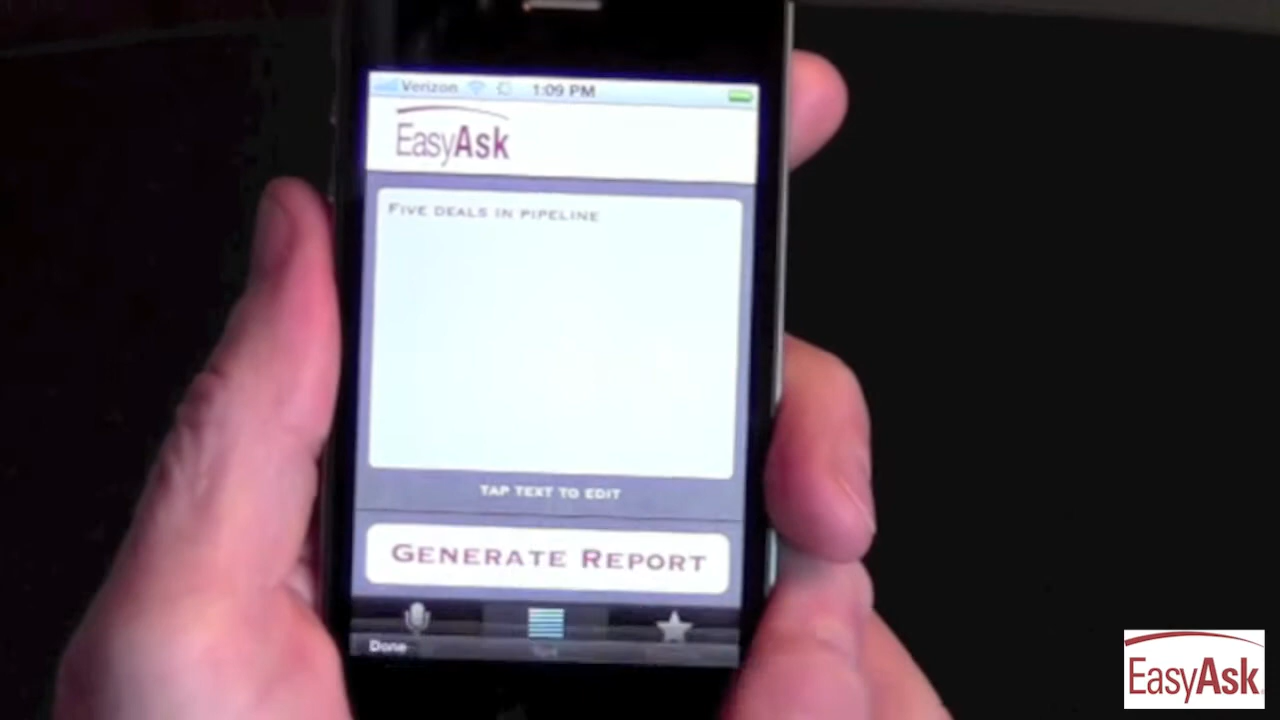 Verizon 1:09 PM
EasyAsk
Five deals in pipeline
TAP TEXT TO EDIT
Generate Report
Done
EasyAsk